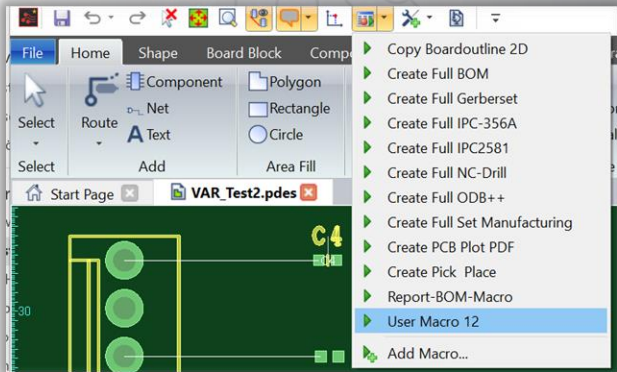 File Home Shape Board Block Compo
Select Route Component Net Text Polygon Rectangle Circle
Select Add Area Fill
Start Page VAR_Test2.pdes
C4
30
Copy Boardoutline 2D
Create Full BOM
Create Full Gerberset
Create Full IPC-356A
Create Full IPC2581
Create Full NC-Drill
Create Full ODB++
Create Full Set Manufacturing
Create PCB Plot PDF
Create Pick Place
Report-BOM-Macro
User Macro 12
Add Macro...